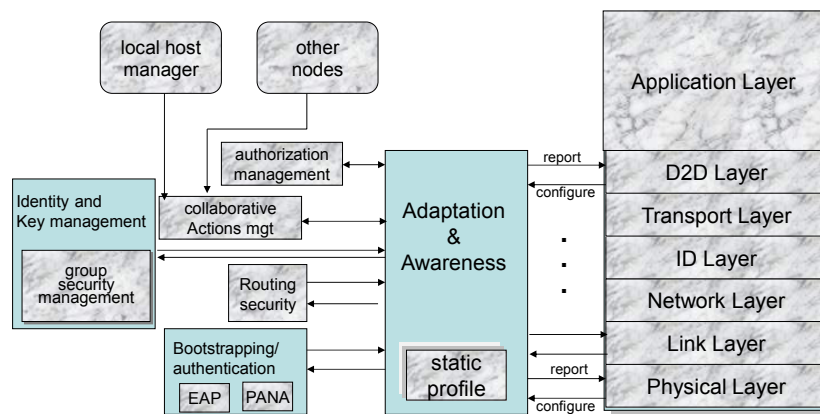 local host
manager
other
nodes
Application Layer
authorization
management
report
configure
D2D Layer
Identity and
Key management
collaborative
Actions mgt
Adaptation
&
Awareness
Transport Layer
group
security
management
ID Layer
Routing
security
Network Layer
Bootstrapping/
authentication
EAP
PANA
static
profile
Link Layer
report
configure
Physical Layer